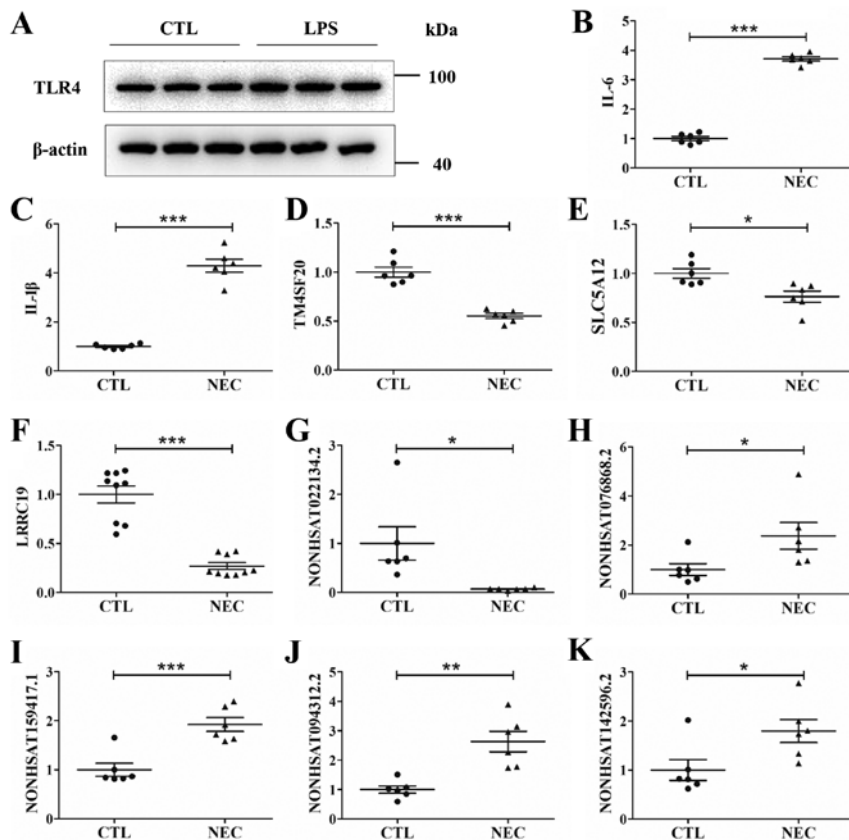 A
CTL LPS kDa
TLR4 100
β-actin 40
B
***
IL-6
6
4
2
1
0
CTL NEC
C
***
IL-1β
6
4
2
1
0
CTL NEC
D
***
TM4SF20
1.5
1.0
0.5
0.0
CTL NEC
E
*
SLC5A12
1.5
1.0
0.5
0.0
CTL NEC
F
***
LRRC19
1.5
1.0
0.5
0.0
CTL NEC
G
*
NONHSAT022134.2
3
2
1
0
CTL NEC
H
*
NONHSAT076868.2
6
4
2
1
0
CTL NEC
I
***
NONHSAT159417.1
3
2
1
0
CTL NEC
J
**
NONHSAT094312.2
5
4
3
2
1
0
CTL NEC
K
*
NONHSAT142596.2
3
2
1
0
CTL NEC